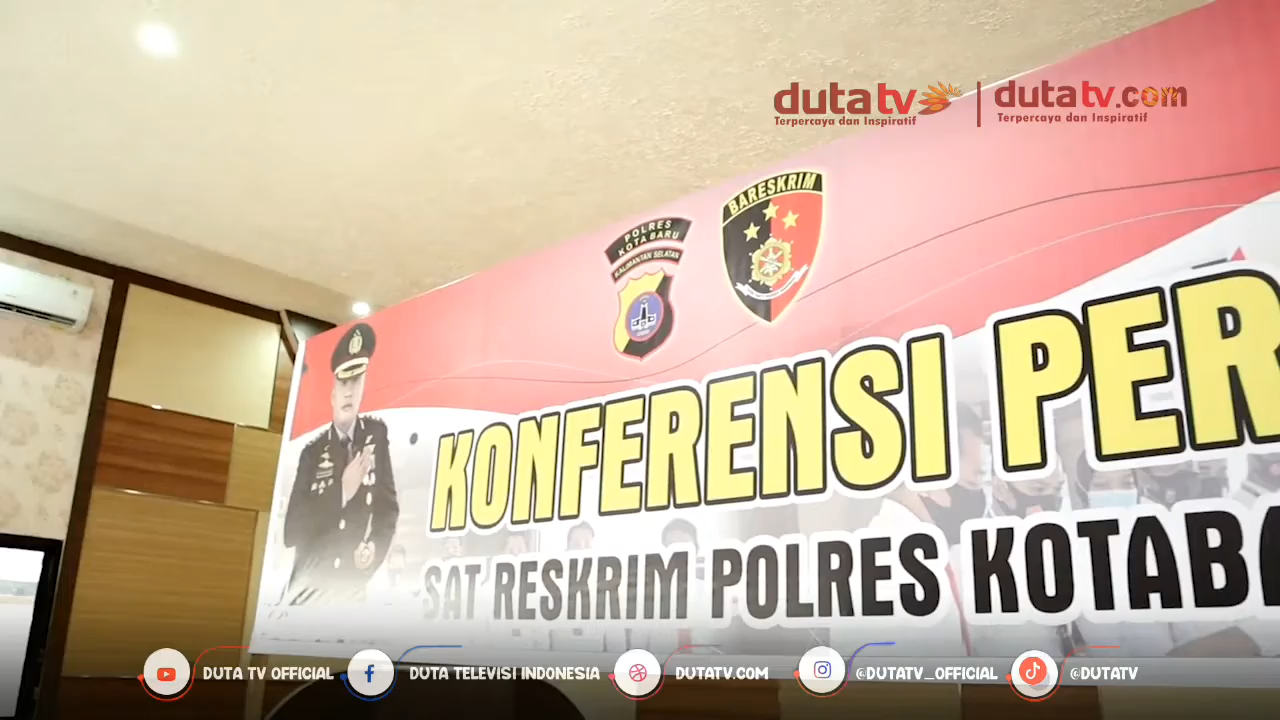 dutatv | dutatv.com
Terpercaya dan Inspiratif Terpercaya dan Inspiratif
BARESKRIM
POLRES
KOTA BARU
KALIMANTAN SELATAN
KONFERENSI PER
SAT RESKRIM POLRES KOTABA
DUTA TV OFFICIAL DUTA TELEVISI INDONESIA DUTATV.COM @DUTATV_OFFICIAL @DUTATV